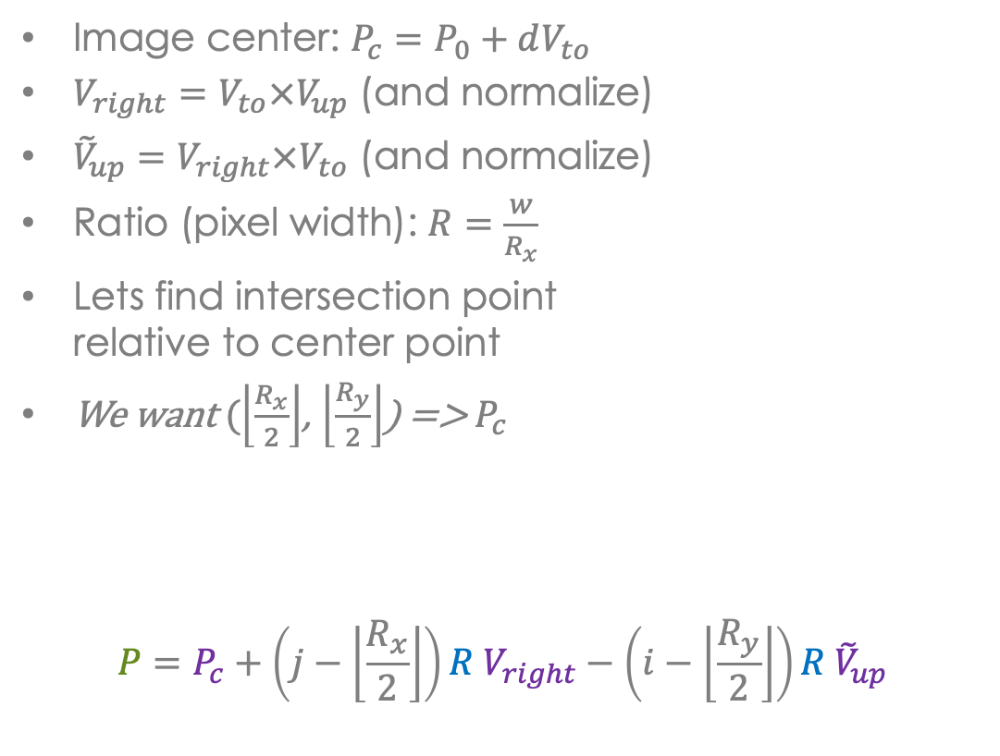 • Image center: $P_c = P_0 + dV_{to}$
• $V_{right} = V_{to} \times V_{up}$ (and normalize)
• $\tilde{V}_{up} = V_{right} \times V_{to}$ (and normalize)
• Ratio (pixel width): $R = \frac{w}{R_x}$
• Lets find intersection point
relative to center point
• We want $(\left\lfloor \frac{R_x}{2} \right\rfloor, \left\lfloor \frac{R_y}{2} \right\rfloor) => P_c$
$P = P_c + \left(j - \left\lfloor \frac{R_x}{2} \right\rfloor\right) R\, V_{right} - \left(i - \left\lfloor \frac{R_y}{2} \right\rfloor\right) R\, \tilde{V}_{up}$